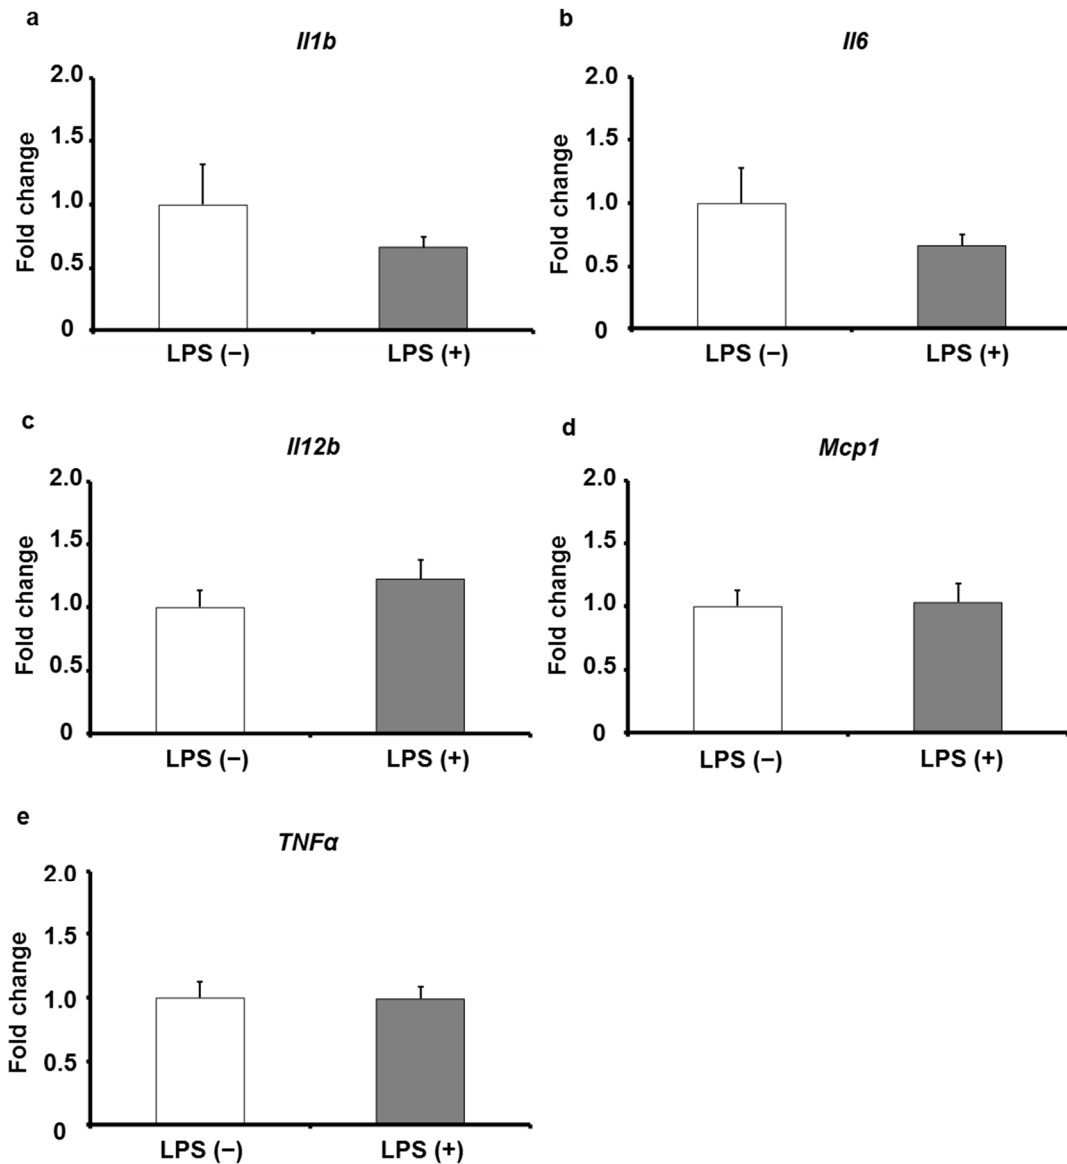 a
Il1b
2.0
1.5
1.0
0.5
0
Fold change
LPS (−) LPS (+)
b
Il6
2.0
1.5
1.0
0.5
0
Fold change
LPS (−) LPS (+)
c
Il12b
2.0
1.5
1.0
0.5
0
Fold change
LPS (−) LPS (+)
d
Mcp1
2.0
1.5
1.0
0.5
0
Fold change
LPS (−) LPS (+)
e
TNFα
2.0
1.5
1.0
0.5
0
Fold change
LPS (−) LPS (+)